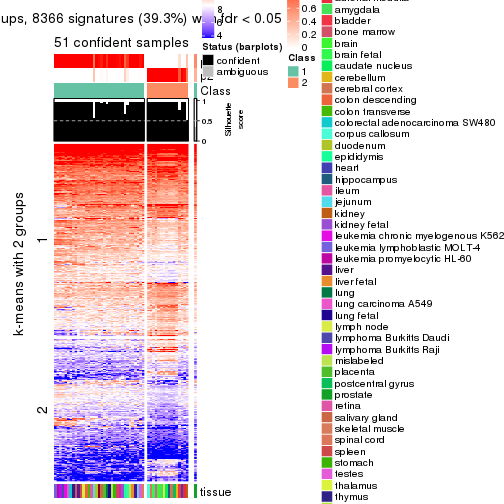 ups, 8366 signatures (39.3%) w fdr < 0.05
51 confident samples
8
6
4
Status (barplots)
confident
ambiguous
0.6
0.4
0.2
0
Class
1
2
Class
1
0.5
0
Silhouette
score
k-means with 2 groups
1
2
tissue
amygdala
bladder
bone marrow
brain
brain fetal
caudate nucleus
cerebellum
cerebral cortex
colon descending
colon transverse
colorectal adenocarcinoma SW480
corpus callosum
duodenum
epididymis
heart
hippocampus
ileum
jejunum
kidney
kidney fetal
leukemia chronic myelogenous K562
leukemia lymphoblastic MOLT-4
leukemia promyelocytic HL-60
liver
liver fetal
lung
lung carcinoma A549
lung fetal
lymph node
lymphoma Burkitts Daudi
lymphoma Burkitts Raji
mislabeled
placenta
postcentral gyrus
prostate
retina
salivary gland
skeletal muscle
spinal cord
spleen
stomach
testes
thalamus
thymus